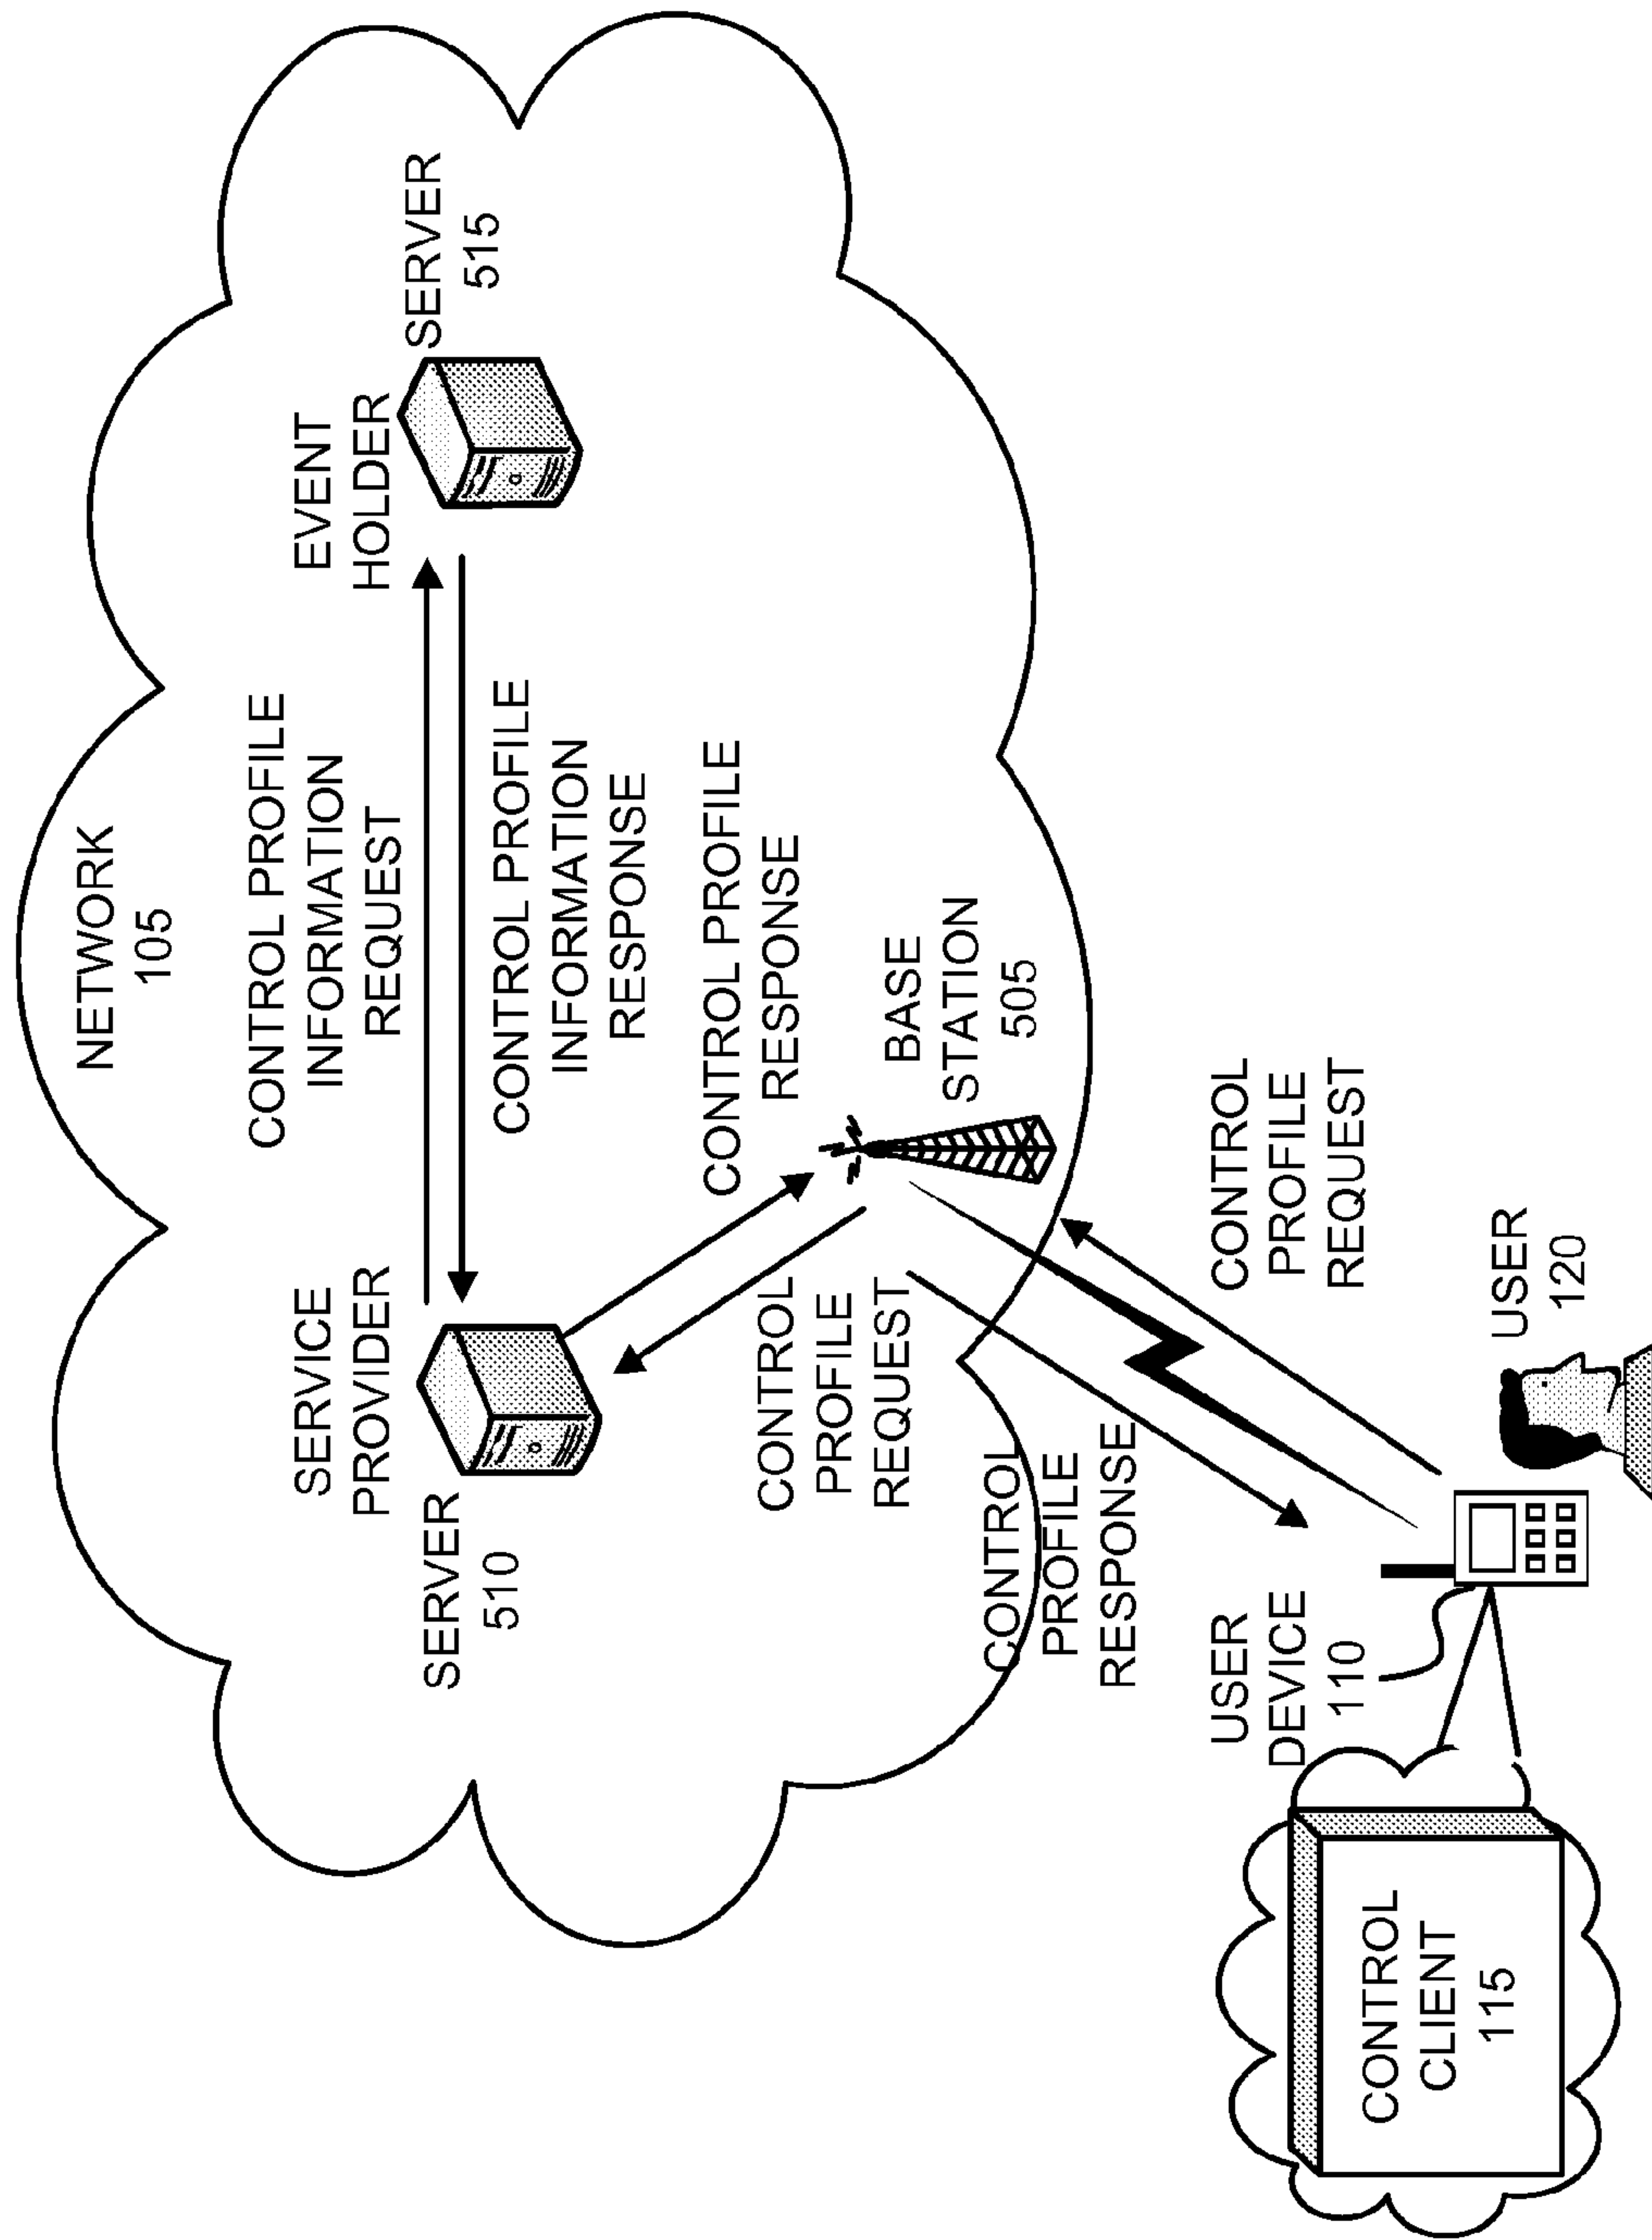 NETWORK
105
CONTROL PROFILE
INFORMATION
REQUEST
SERVICE
PROVIDER
EVENT
HOLDER
SERVER
510
SERVER
515
CONTROL PROFILE
INFORMATION
RESPONSE
CONTROL PROFILE
RESPONSE
CONTROL
PROFILE
REQUEST
BASE
STATION
505
CONTROL
PROFILE
RESPONSE
CONTROL
PROFILE
REQUEST
USER
DEVICE
110
USER
120
CONTROL
CLIENT
115